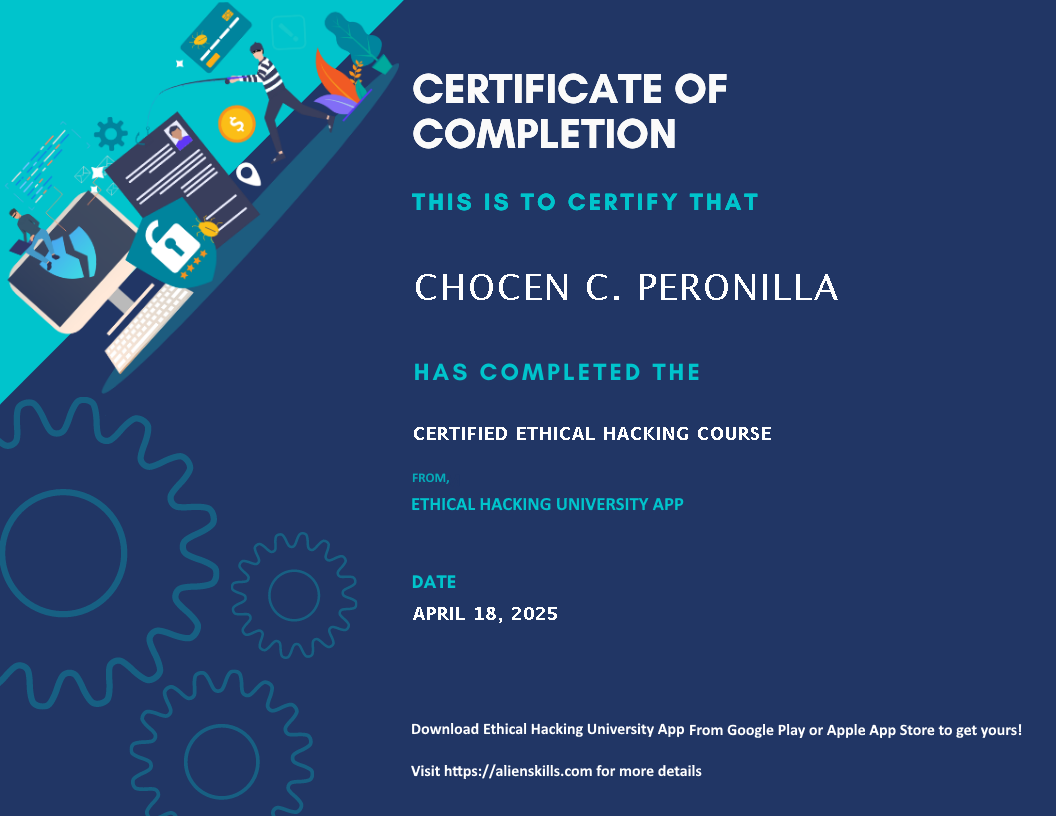 CERTIFICATE OF
COMPLETION
THIS IS TO CERTIFY THAT
CHOCEN C. PERONILLA
HAS COMPLETED THE
CERTIFIED ETHICAL HACKING COURSE
FROM,
ETHICAL HACKING UNIVERSITY APP
DATE
APRIL 18, 2025
Download Ethical Hacking University App From Google Play or Apple App Store to get yours!
Visit https://alienskills.com for more details